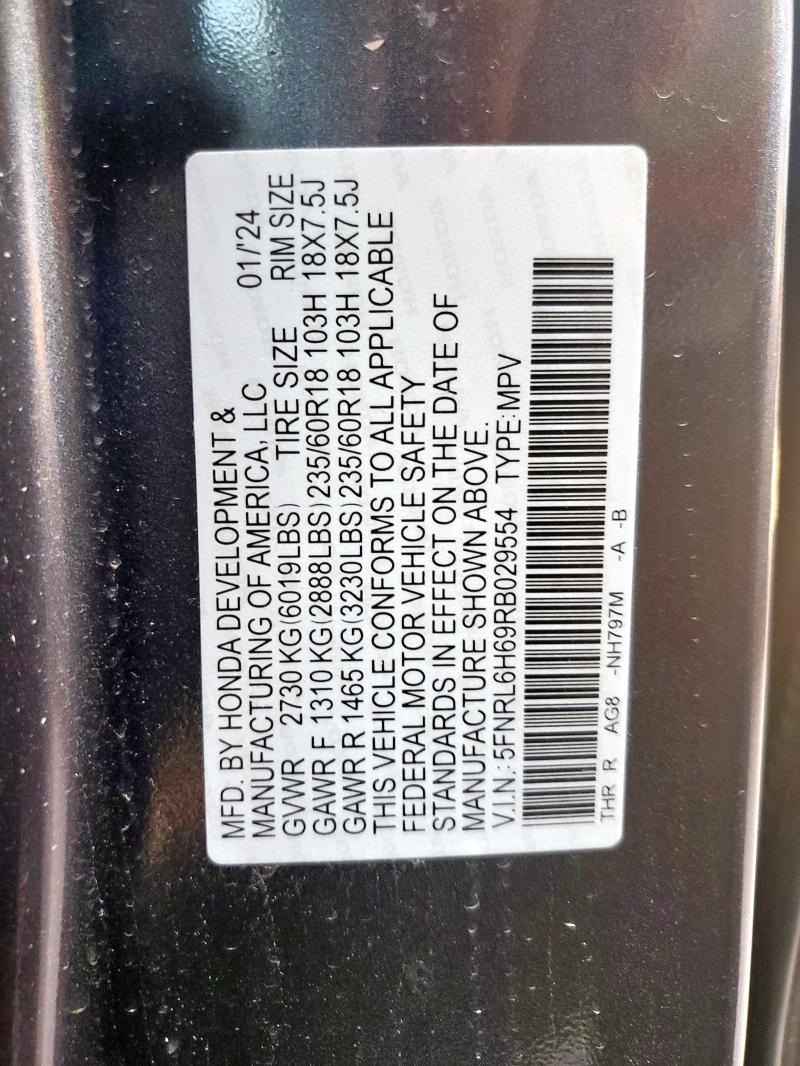 MFD. BY HONDA DEVELOPMENT &
MANUFACTURING OF AMERICA, LLC 01/'24
GVWR 2730 KG (6019LBS) TIRE SIZE RIM SIZE
GAWR F 1310 KG (2888LBS) 235/60R18 103H 18X7.5J
GAWR R 1465 KG (3230LBS) 235/60R18 103H 18X7.5J
THIS VEHICLE CONFORMS TO ALL APPLICABLE
FEDERAL MOTOR VEHICLE SAFETY
STANDARDS IN EFFECT ON THE DATE OF
MANUFACTURE SHOWN ABOVE.
V.I.N.: 5FNRL6H69RB029554 TYPE: MPV
THR R AG8 -NH797M -A -B